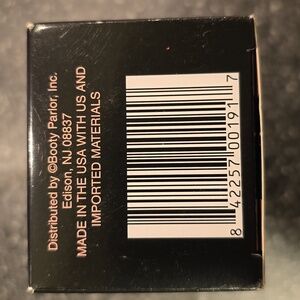 Distributed by ©Booty Parlor, Inc.
Edison, NJ 08837
MADE IN THE USA WITH US AND
IMPORTED MATERIALS
8 42257 00191 7